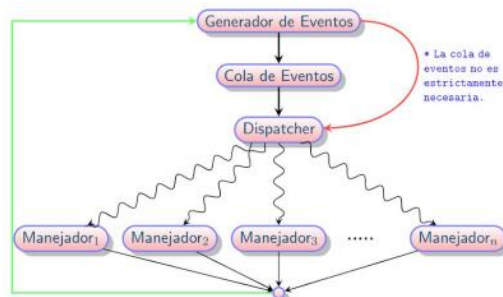 Generador de Eventos
* La cola de
eventos no es
estrictamente
necesaria.
Cola de Eventos
Dispatcher
Manejador₁ Manejador₂ Manejador₃ ..... Manejadorₙ